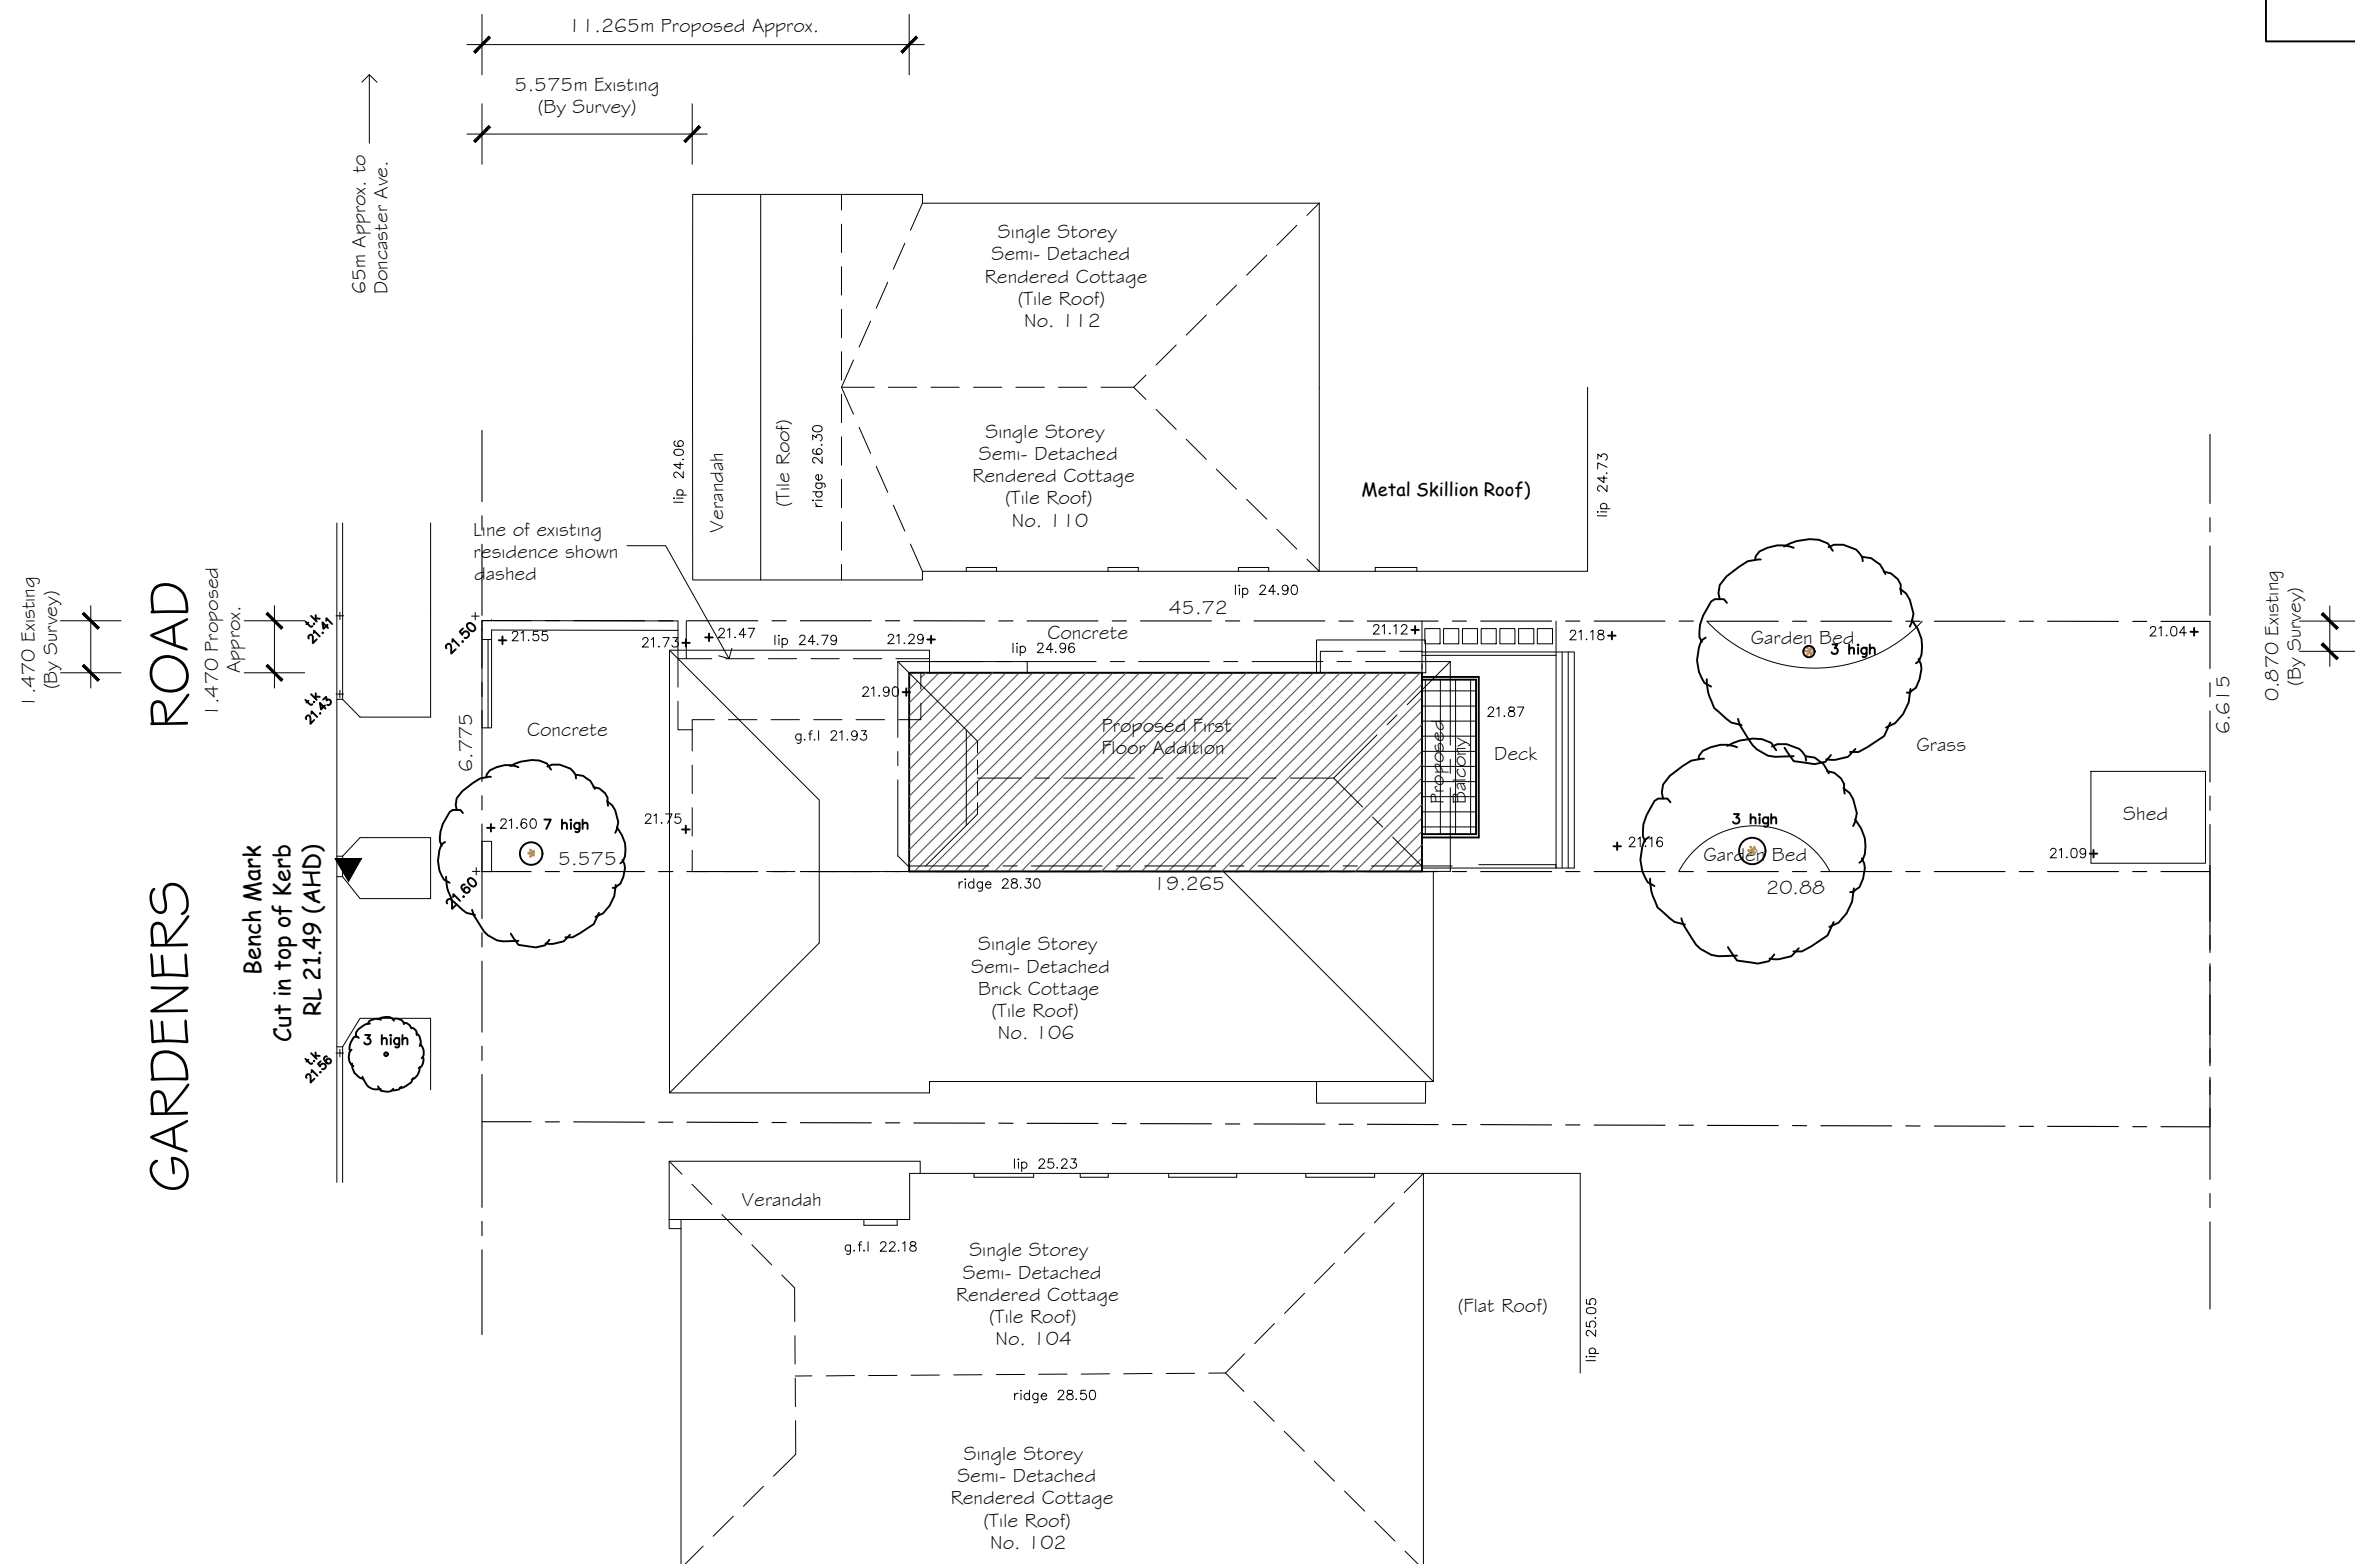 11.265m Proposed Approx.
5.575m Existing
(By Survey)
65m Approx. to
Doncaster Ave.
Single Storey
Semi- Detached
Rendered Cottage
(Tile Roof)
No. 112
lip 24.06
Verandah
(Tile Roof)
ridge 26.30
Single Storey
Semi- Detached
Rendered Cottage
(Tile Roof)
No. 110
Metal Skillion Roof)
lip 24.73
Line of existing
residence shown
dashed
lip 24.90
45.72
1.470 Existing
(By Survey)
GARDENERS ROAD
1.470 Proposed
Approx.
t.k
21.41
t.k
21.43
21.50
21.55
21.73
21.47
lip 24.79
21.29
lip 24.96
Concrete
21.12
21.18
Garden Bed
3 high
21.04
0.870 Existing
(By Survey)
6.615
6.775
Concrete
21.90
g.f.l 21.93
Proposed First
Floor Addition
Proposed
Balcony
21.87
Deck
Grass
Shed
21.09
21.60
7 high
5.575
21.75
21.60
ridge 28.30
19.265
21.16
3 high
Garden Bed
20.88
Bench Mark
Cut in top of Kerb
RL 21.49 (AHD)
t.k
21.56
3 high
Single Storey
Semi- Detached
Brick Cottage
(Tile Roof)
No. 106
lip 25.23
Verandah
g.f.l 22.18
Single Storey
Semi- Detached
Rendered Cottage
(Tile Roof)
No. 104
(Flat Roof)
lip 25.05
ridge 28.50
Single Storey
Semi- Detached
Rendered Cottage
(Tile Roof)
No. 102